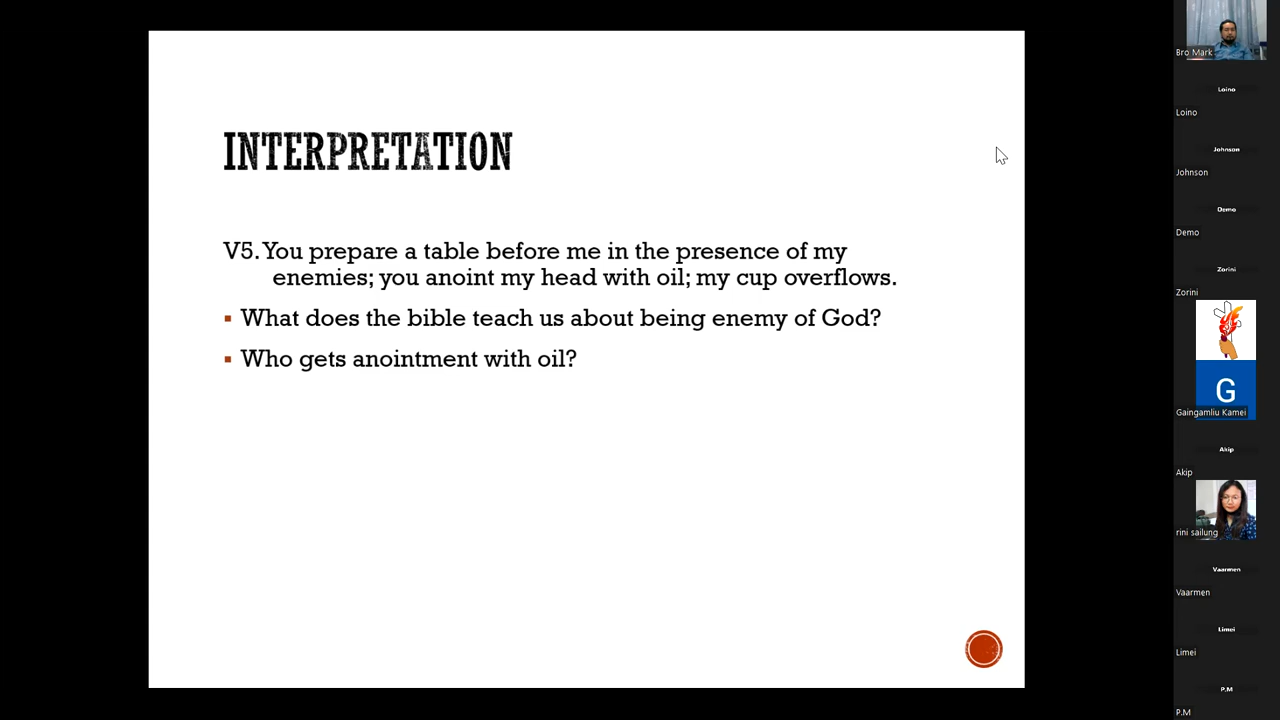 INTERPRETATION
V5. You prepare a table before me in the presence of my
enemies; you anoint my head with oil; my cup overflows.
▪ What does the bible teach us about being enemy of God?
▪ Who gets anointment with oil?
Bro Mark
Loino
Loino
Johnson
Johnson
Demo
Demo
Zorini
Zorini
G
Gaingamliu Kamei
Akip
Akip
rini sailung
Vaarmen
Vaarmen
Limei
Limei
P.M
P.M